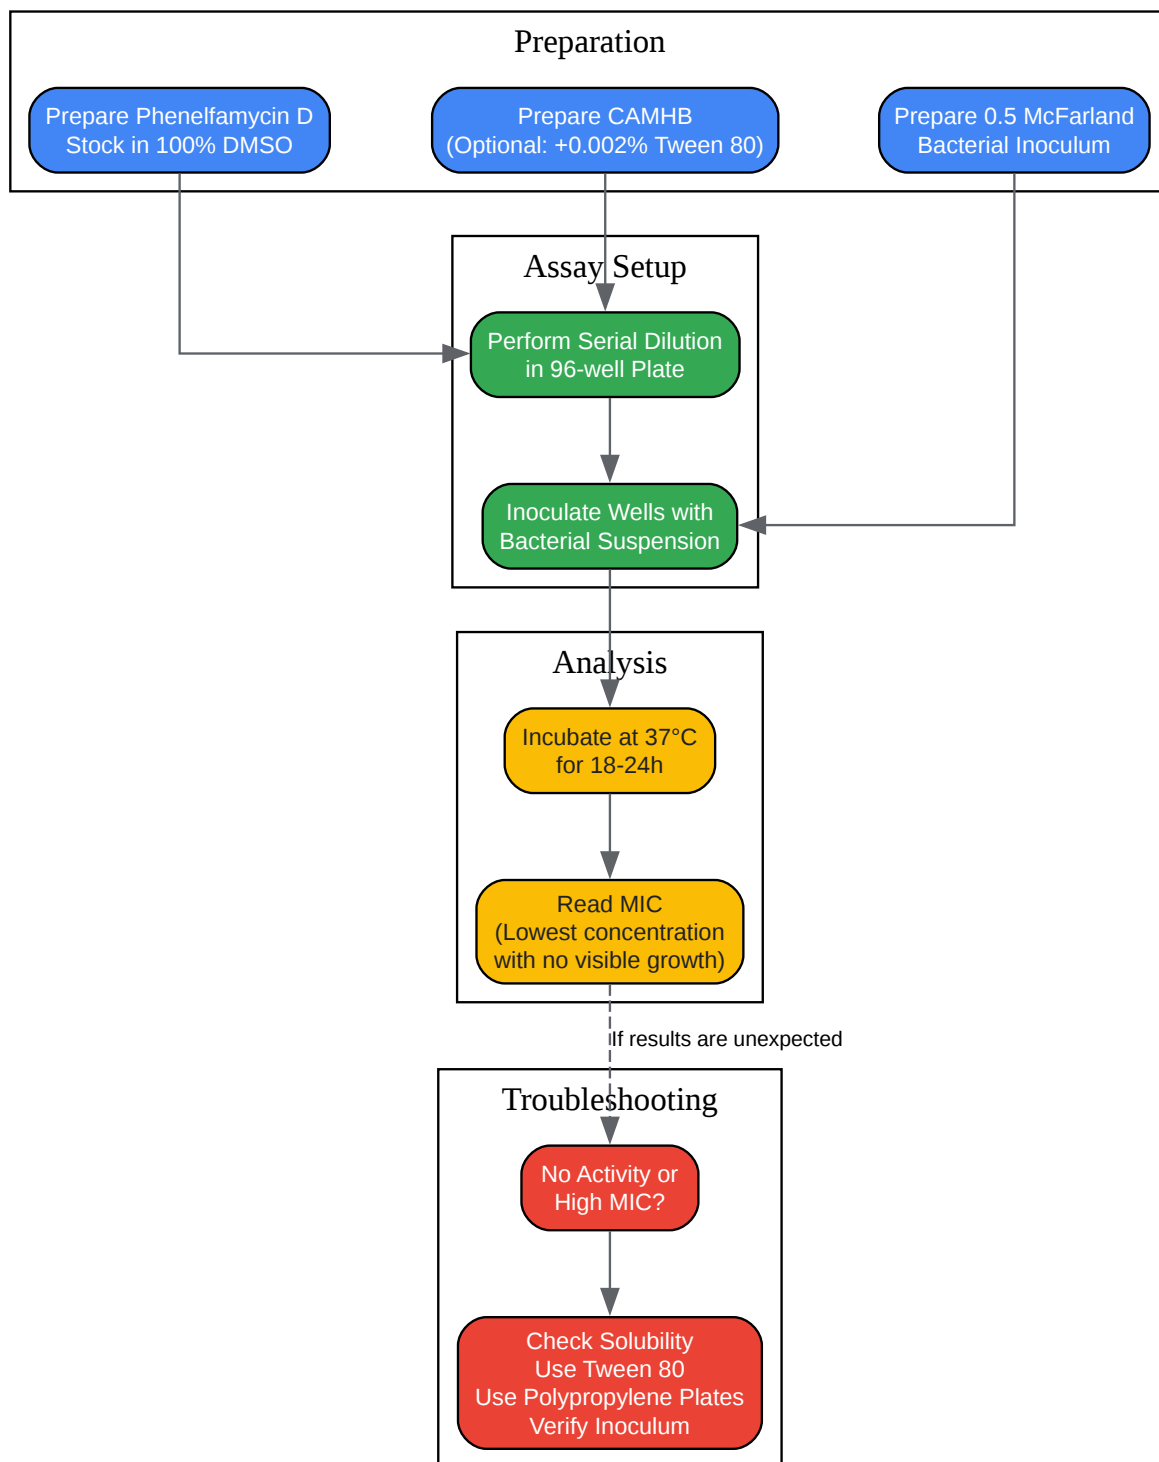 Preparation
Prepare Phenelfamycin D
Stock in 100% DMSO
Prepare CAMHB
(Optional: +0.002% Tween 80)
Prepare 0.5 McFarland
Bacterial Inoculum
Assay Setup
Perform Serial Dilution
in 96-well Plate
Inoculate Wells with
Bacterial Suspension
Analysis
Incubate at 37°C
for 18-24h
Read MIC
(Lowest concentration
with no visible growth)
If results are unexpected
Troubleshooting
No Activity or
High MIC?
Check Solubility
Use Tween 80
Use Polypropylene Plates
Verify Inoculum